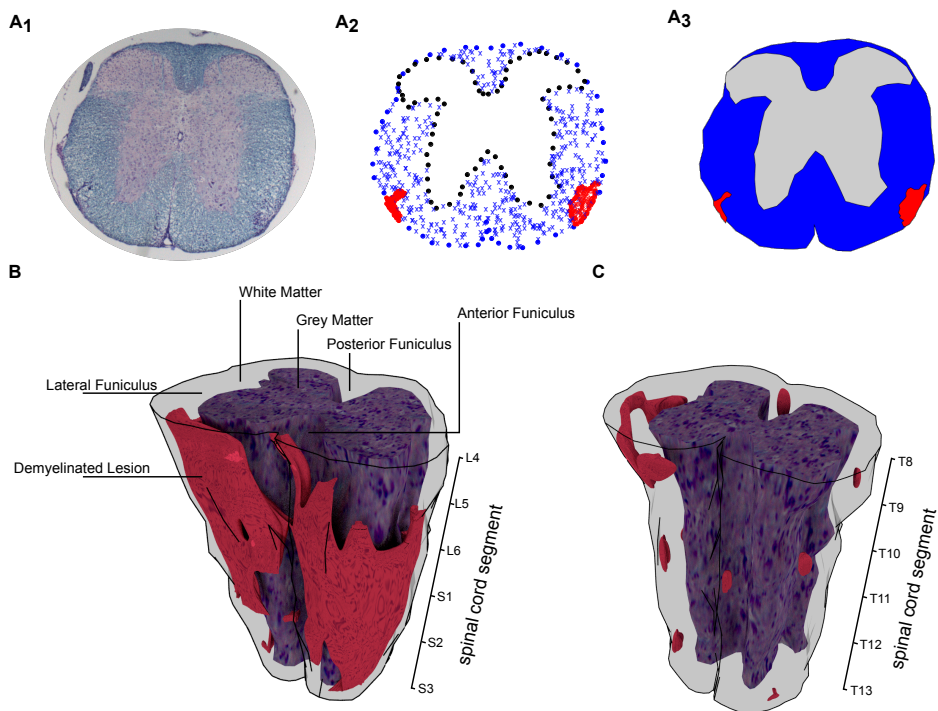 A1
A2
A3
B
White Matter
Grey Matter
Anterior Funiculus
Posterior Funiculus
Lateral Funiculus
Demyelinated Lesion
L4
L5
L6
S1
S2
S3
spinal cord segment
C
T8
T9
T10
T11
T12
T13
spinal cord segment